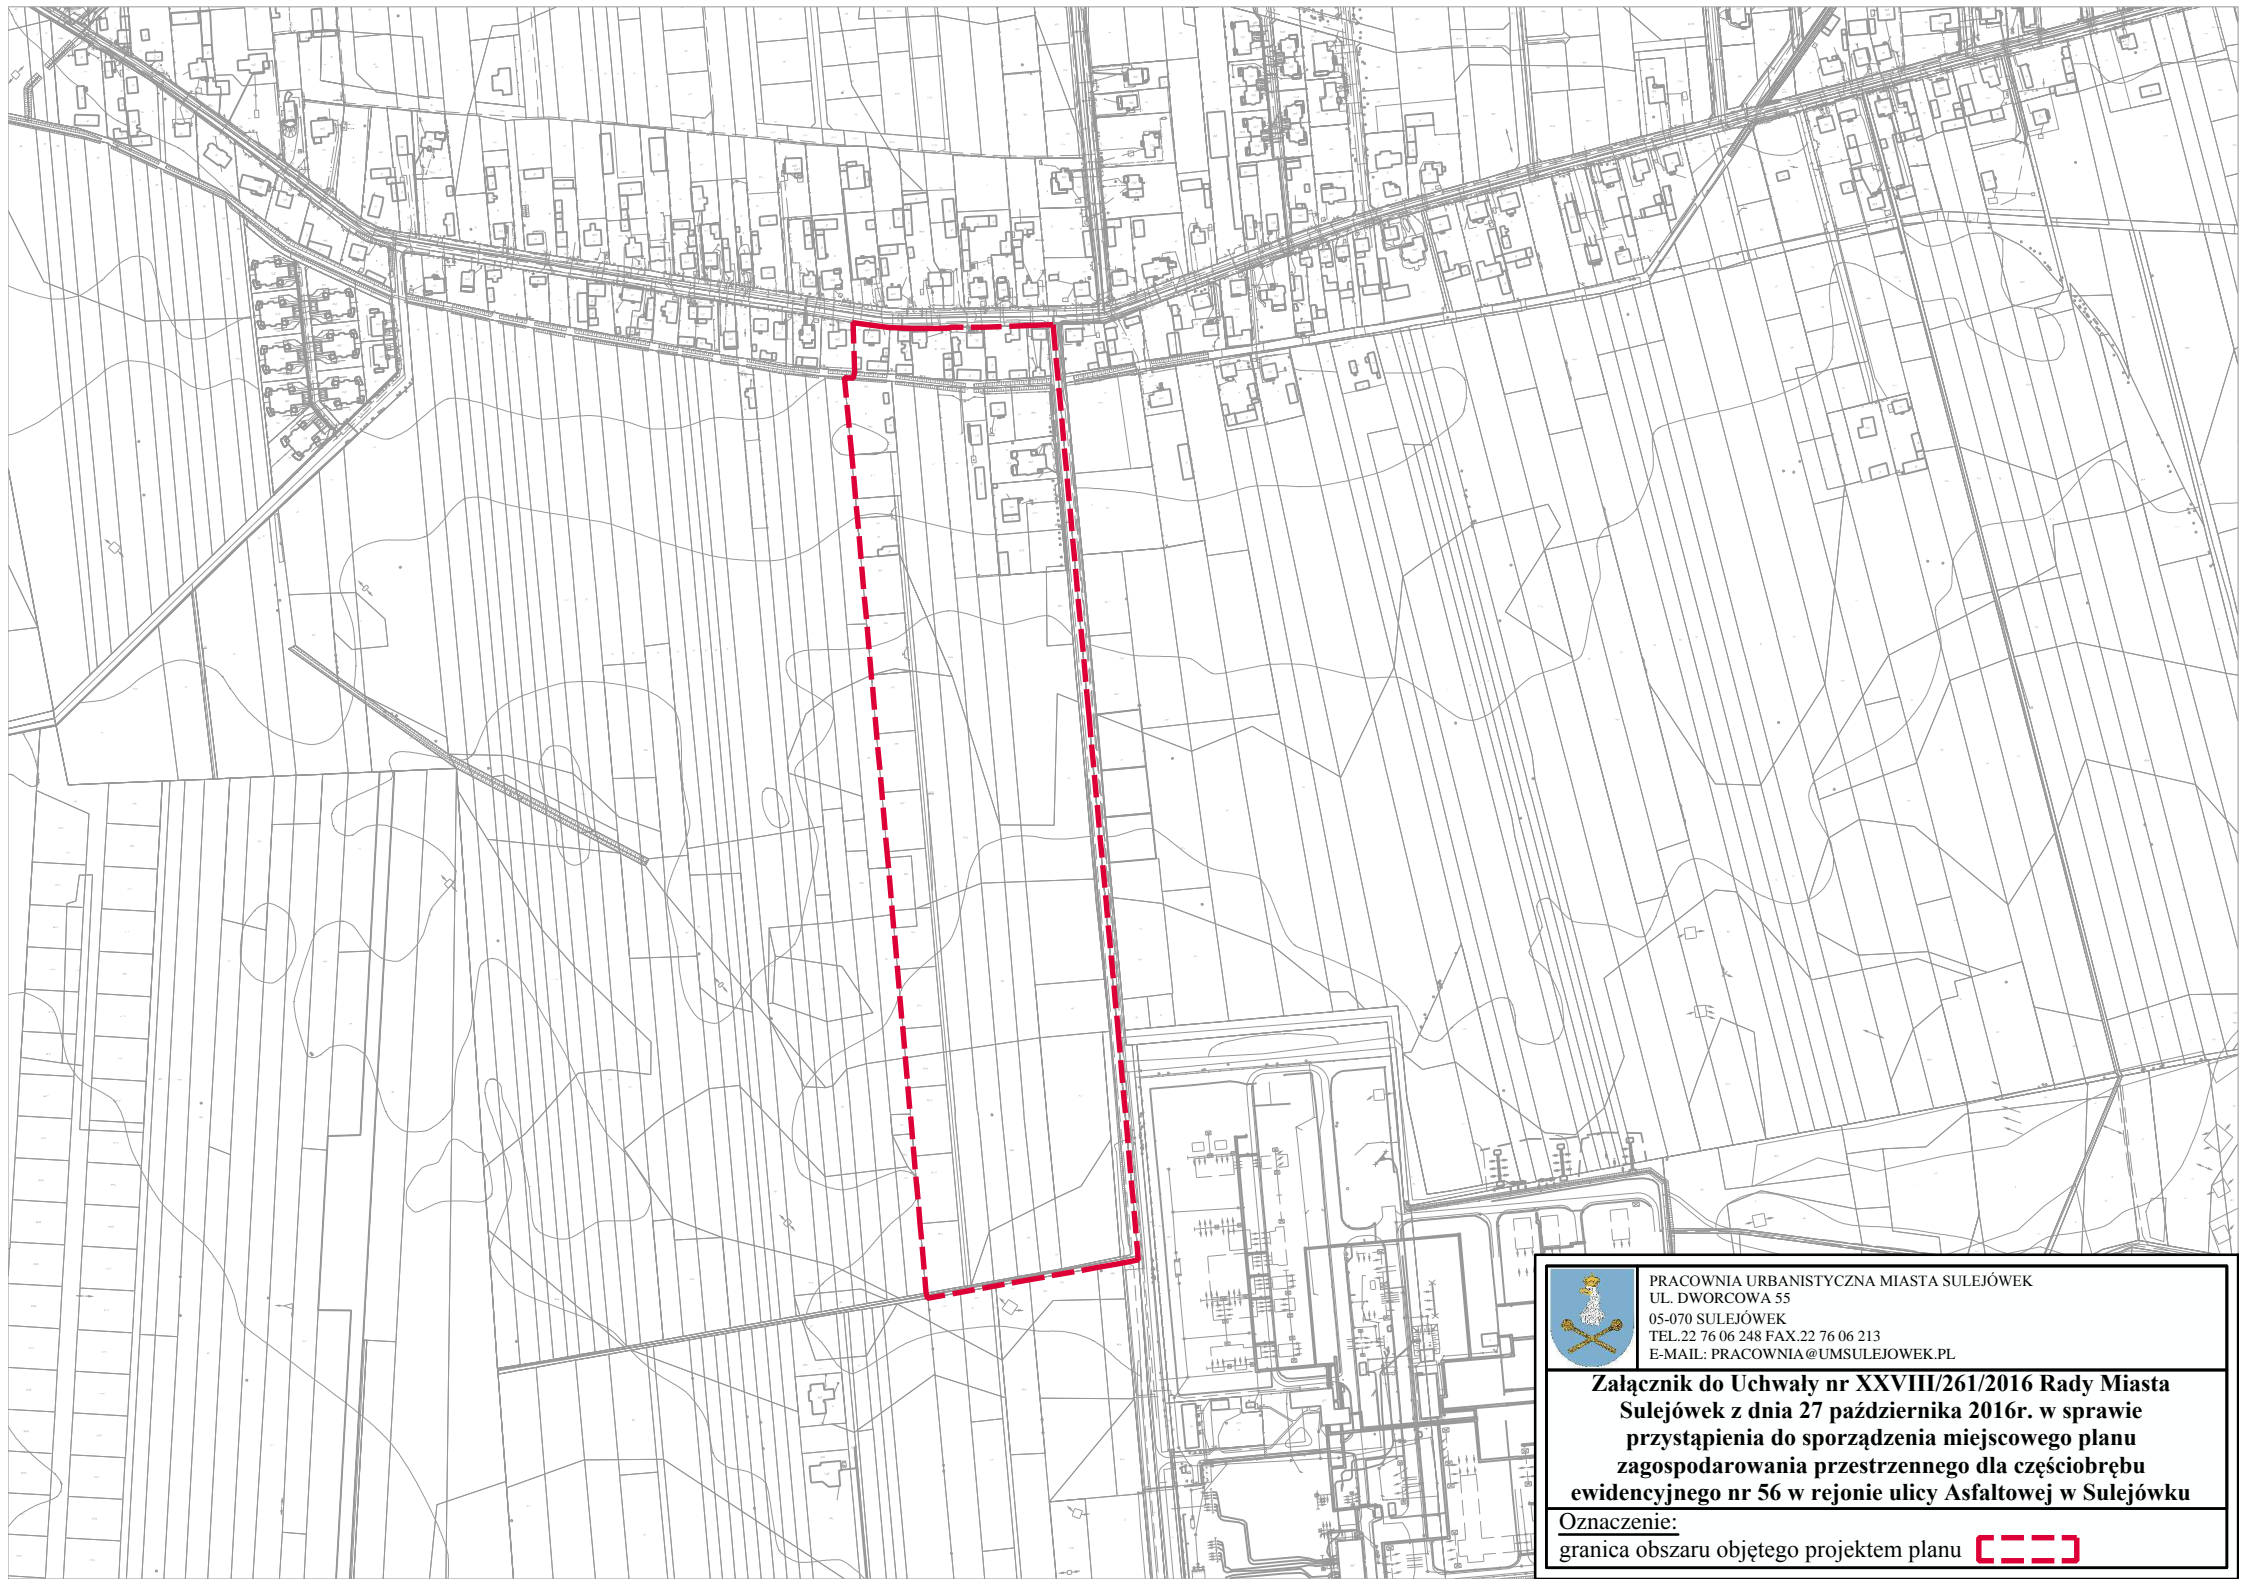 PRACOWNIA URBANISTYCZNA MIASTA SULEJÓWEK
UL. DWORCOWA 55
05-070 SULEJÓWEK
TEL.22 76 06 248 FAX.22 76 06 213
E-MAIL: PRACOWNIA@UMSULEJOWEK.PL
Załącznik do Uchwały nr XXVIII/261/2016 Rady Miasta
Sulejówek z dnia 27 października 2016r. w sprawie
przystąpienia do sporządzenia miejscowego planu
zagospodarowania przestrzennego dla częściobrębu
ewidencyjnego nr 56 w rejonie ulicy Asfaltowej w Sulejówku
Oznaczenie:
granica obszaru objętego projektem planu